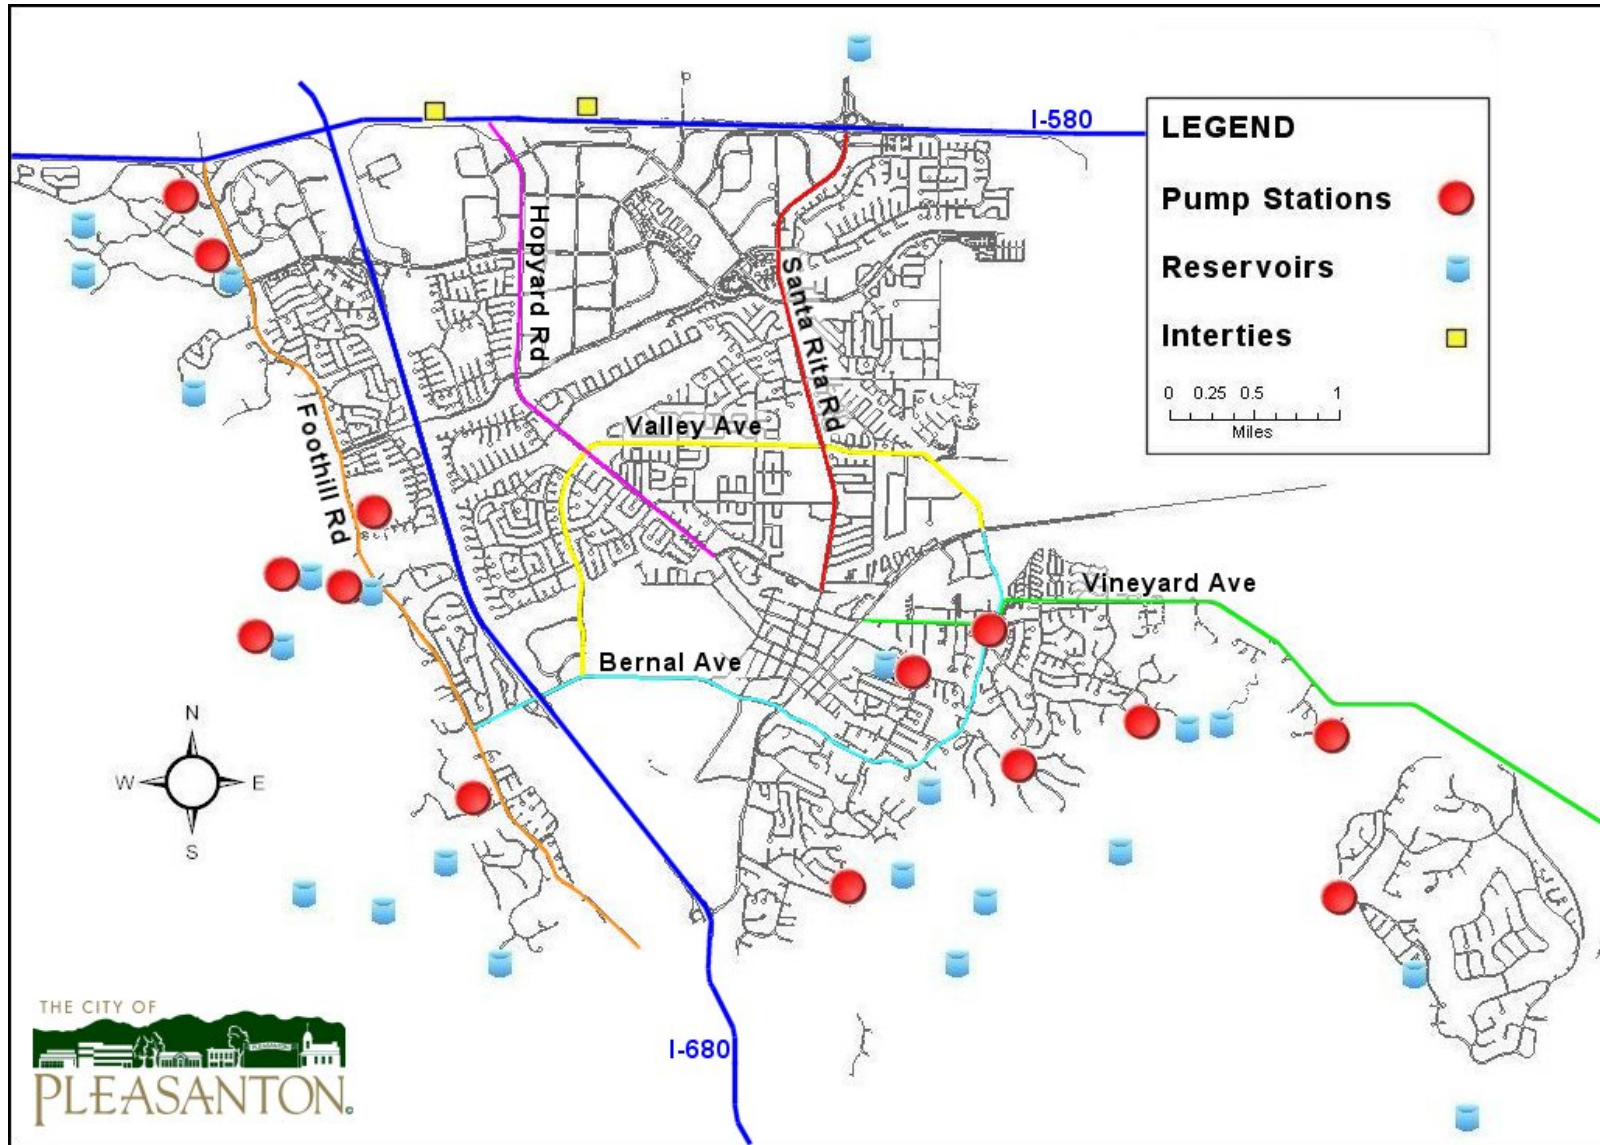 I-580
LEGEND
Pump Stations
Reservoirs
Interties
0 0.25 0.5 1
Miles
Hopyard Rd
Santa Rita Rd
Foothill Rd
Valley Ave
Vineyard Ave
Bernal Ave
N
W E
S
I-680
THE CITY OF
PLEASANTON
PLEASANTON.